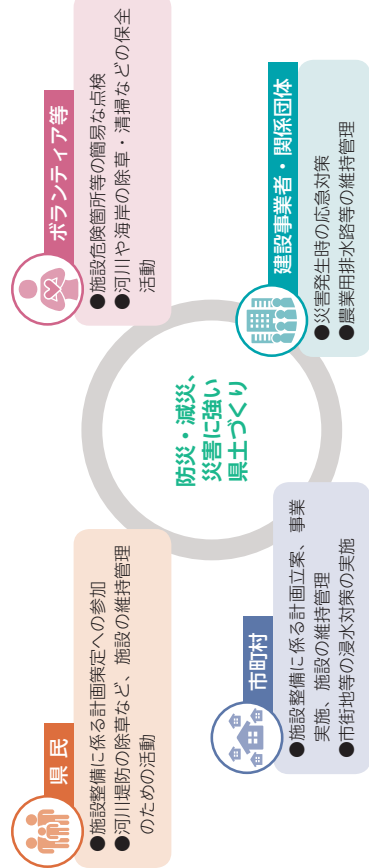 県民
●施設整備に係る計画策定への参加
●河川堤防の除草など、施設の維持管理
のための活動
ボランティア等
●施設危険箇所等の簡易な点検
●河川や海岸の除草・清掃などの保全
活動
防災・減災、
災害に強い
県土づくり
市町村
●施設整備に係る計画立案、事業
実施、施設の維持管理
●市街地等の浸水対策の実施
建設事業者・関係団体
●災害発生時の応急対策
●農業用排水路等の維持管理